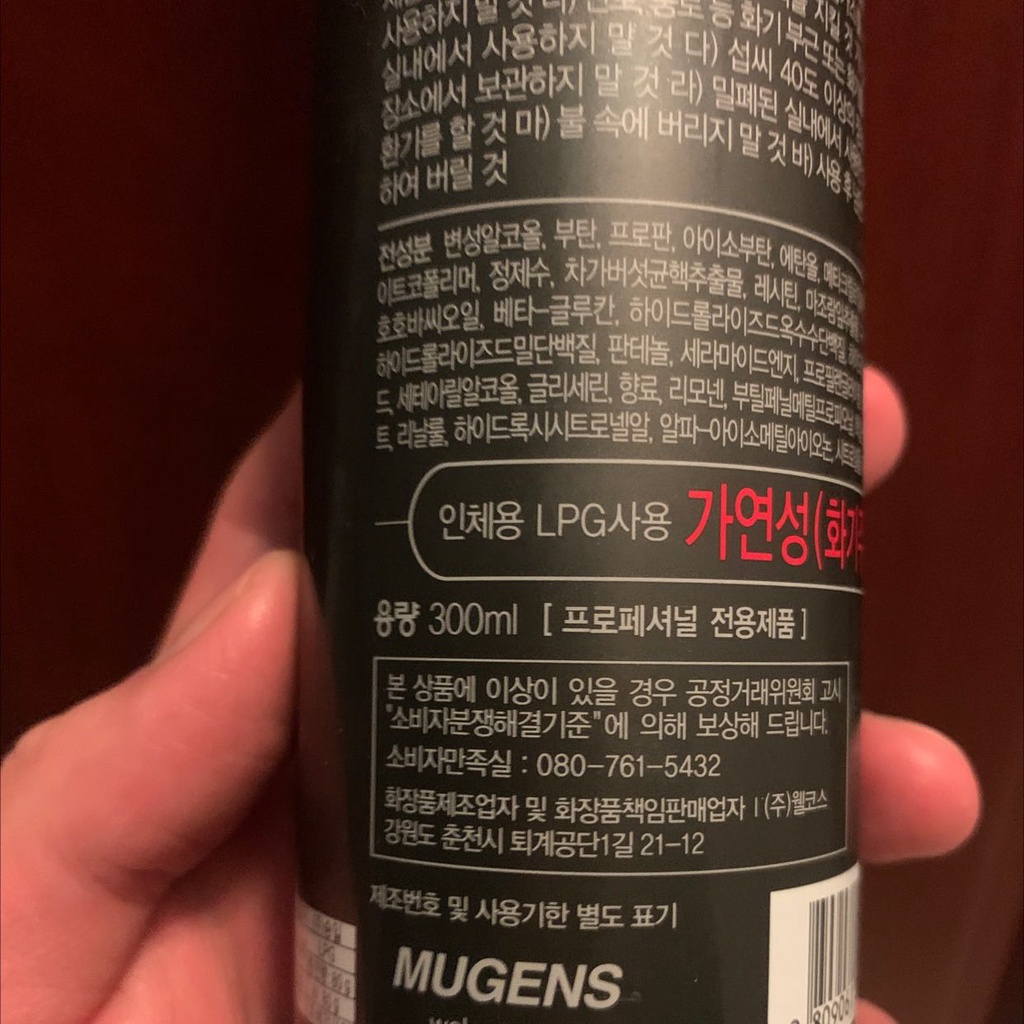 사용하지 말 것 나) 난로, 풍로 등 화기 부근 또는
실내에서 사용하지 말 것 다) 섭씨 40도 이상의
장소에서 보관하지 말 것 라) 밀폐된 실내에서
환기를 할 것 마) 불 속에 버리지 말 것 바) 사용 후
하여 버릴 것
전성분 변성알코올, 부탄, 프로판, 아이소부탄, 에탄올,
이트코폴리머, 정제수, 차가버섯균핵추출물, 레시틴, 마조람잎추출물
호호바씨오일, 베타-글루칸, 하이드롤라이즈드옥수수단백질,
하이드롤라이즈드밀단백질, 판테놀, 세라마이드엔지,
드, 세테아릴알코올, 글리세린, 향료, 리모넨, 부틸페닐메틸프로피오날
트, 리날룰, 하이드록시시트로넬알, 알파-아이소메틸아이오논,
인체용 LPG사용 가연성(화기
용량 300ml [ 프로페셔널 전용제품 ]
본 상품에 이상이 있을 경우 공정거래위원회 고시
"소비자분쟁해결기준"에 의해 보상해 드립니다.
소비자만족실 : 080-761-5432
화장품제조업자 및 화장품책임판매업자 ㅣ(주)웰코스
강원도 춘천시 퇴계공단1길 21-12
제조번호 및 사용기한 별도 표기
MUGENS